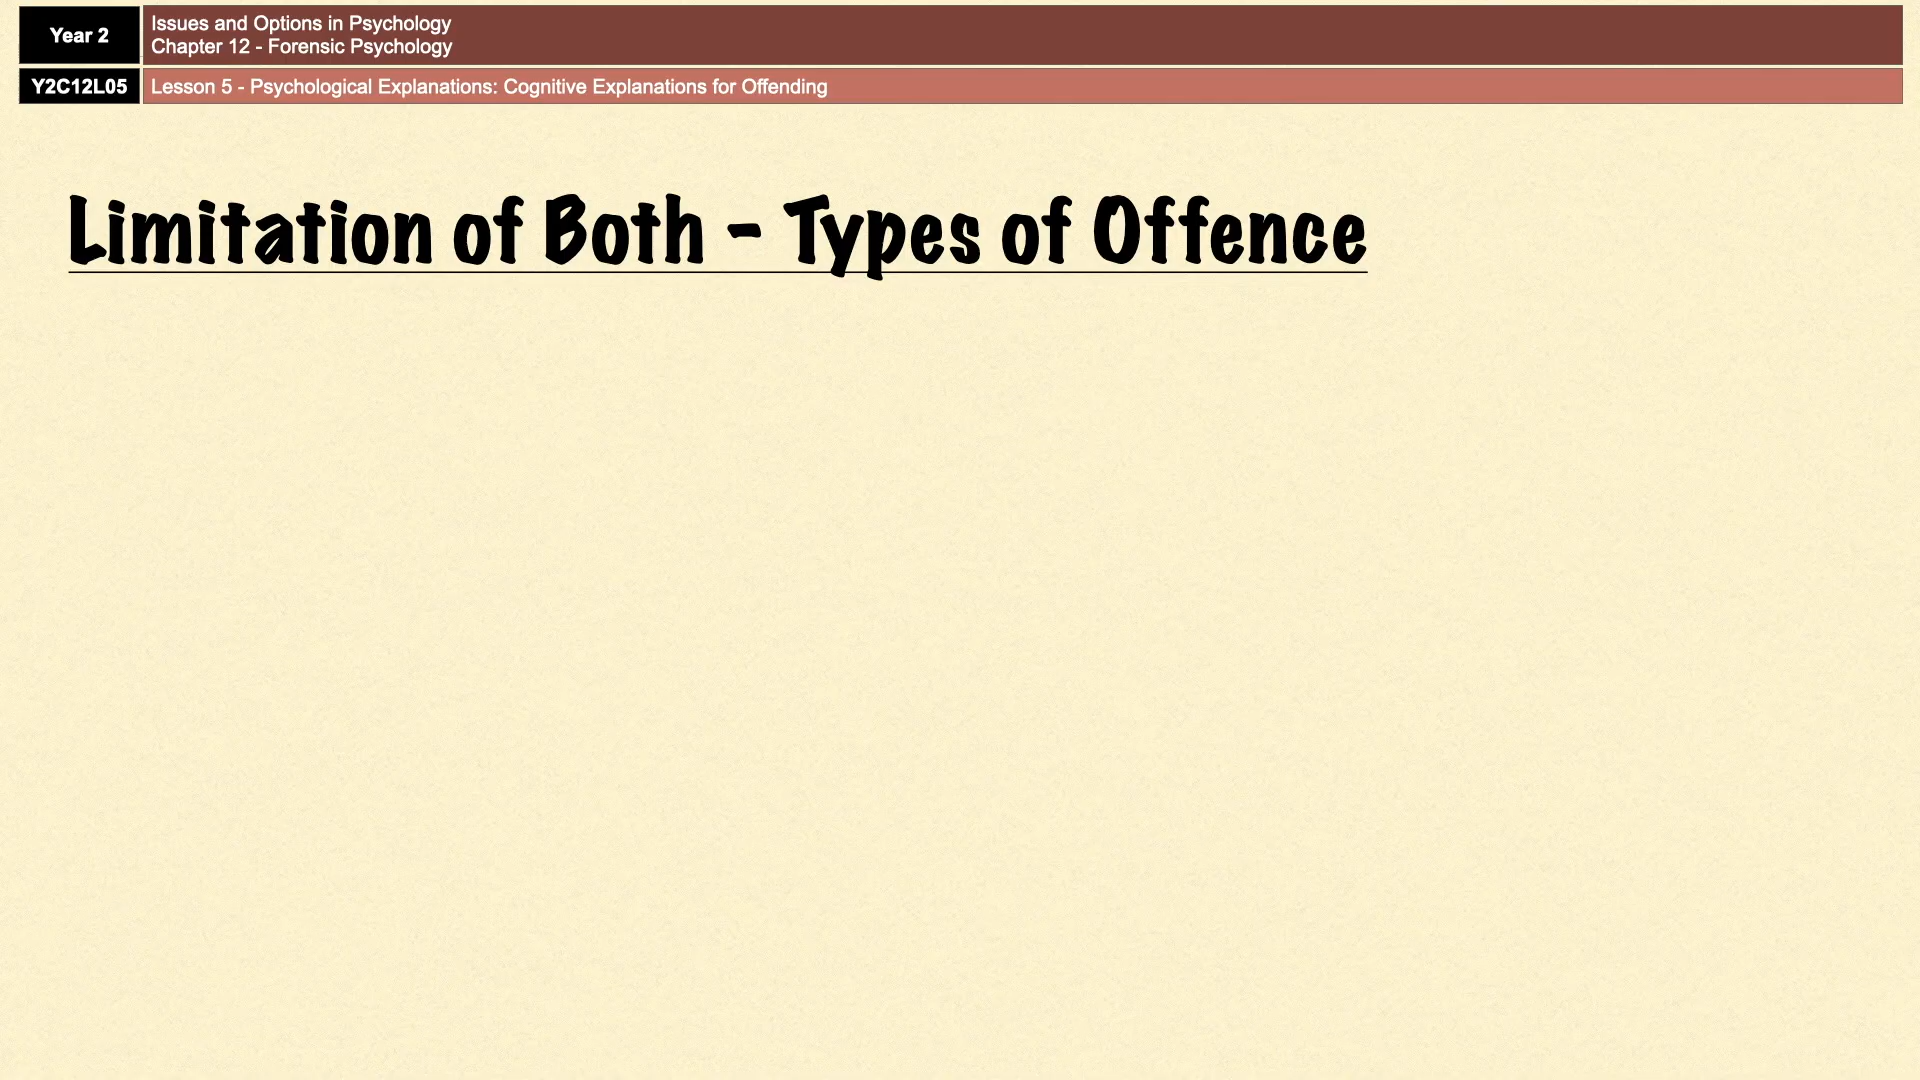 Year 2
Issues and Options in Psychology
Chapter 12 - Forensic Psychology
Y2C12L05
Lesson 5 - Psychological Explanations: Cognitive Explanations for Offending
Limitation of Both - Types of Offence